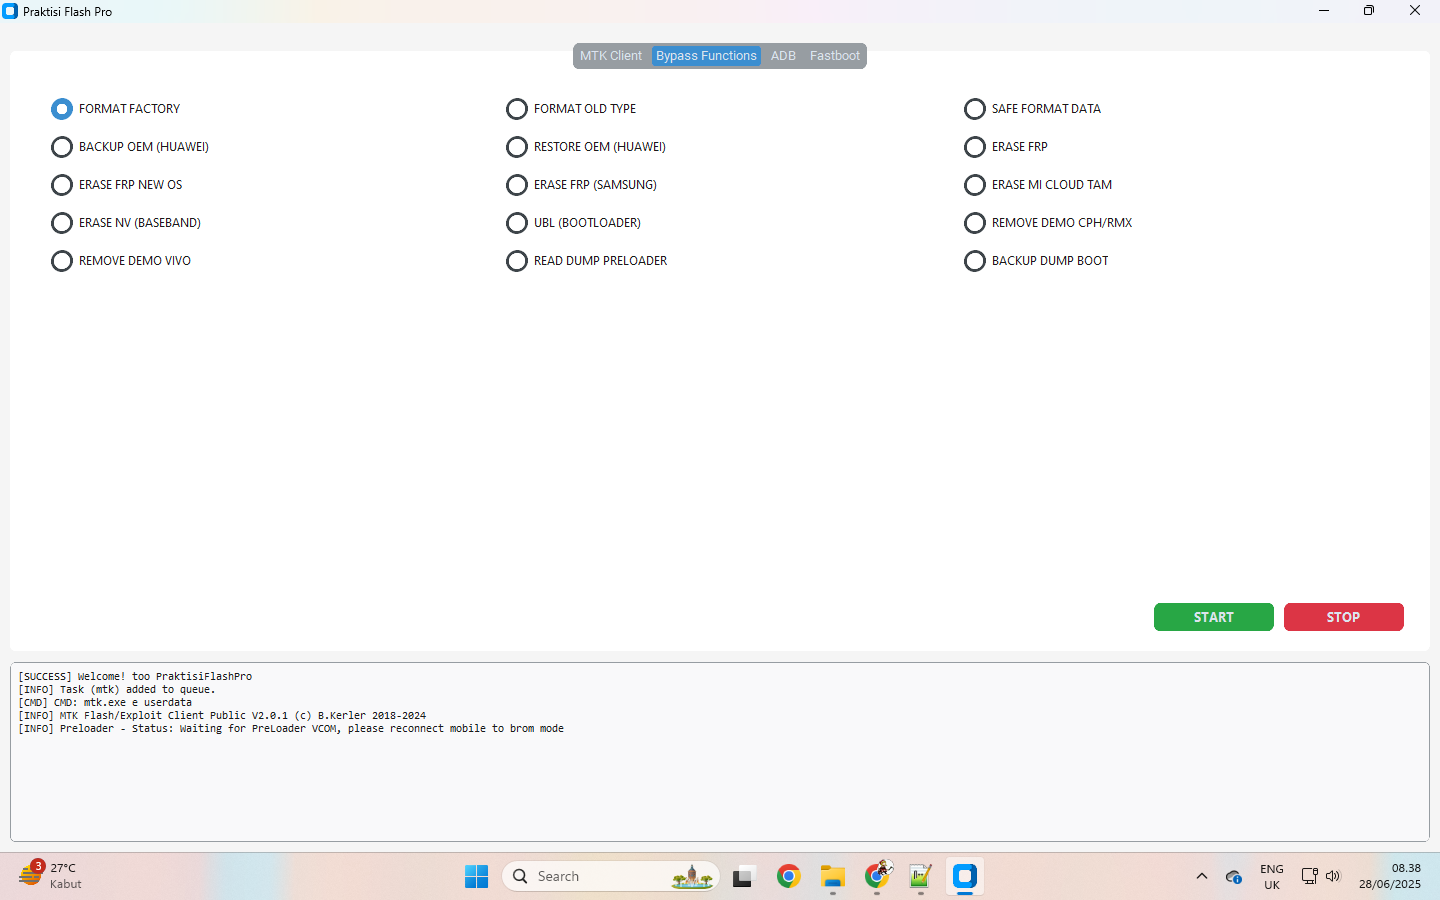 Praktisi Flash Pro
MTK Client Bypass Functions ADB Fastboot
FORMAT FACTORY FORMAT OLD TYPE SAFE FORMAT DATA
BACKUP OEM (HUAWEI) RESTORE OEM (HUAWEI) ERASE FRP
ERASE FRP NEW OS ERASE FRP (SAMSUNG) ERASE MI CLOUD TAM
ERASE NV (BASEBAND) UBL (BOOTLOADER) REMOVE DEMO CPH/RMX
REMOVE DEMO VIVO READ DUMP PRELOADER BACKUP DUMP BOOT
START STOP
[SUCCESS] Welcome! too PraktisiFlashPro
[INFO] Task (mtk) added to queue.
[CMD] CMD: mtk.exe e userdata
[INFO] MTK Flash/Exploit Client Public V2.0.1 (c) B.Kerler 2018-2024
[INFO] Preloader - Status: Waiting for PreLoader VCOM, please reconnect mobile to brom mode
3 27°C
Kabut
Search
ENG
UK
08.38
28/06/2025